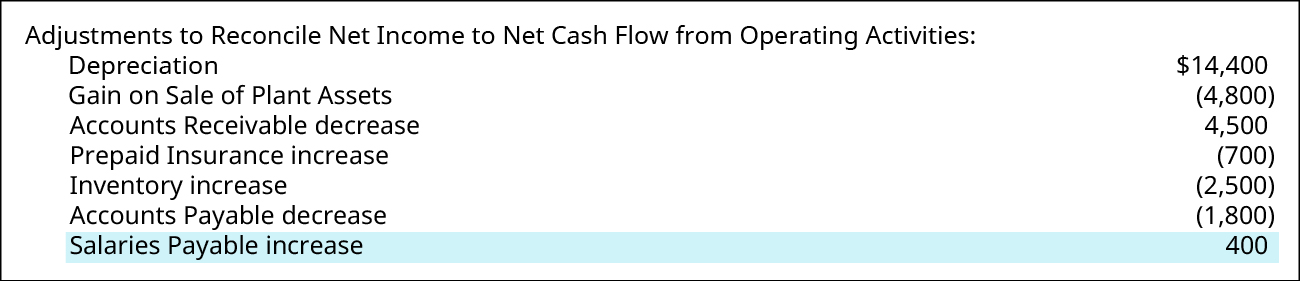 Adjustments to Reconcile Net Income to Net Cash Flow from Operating Activities:
Depreciation $14,400
Gain on Sale of Plant Assets (4,800)
Accounts Receivable decrease 4,500
Prepaid Insurance increase (700)
Inventory increase (2,500)
Accounts Payable decrease (1,800)
Salaries Payable increase 400